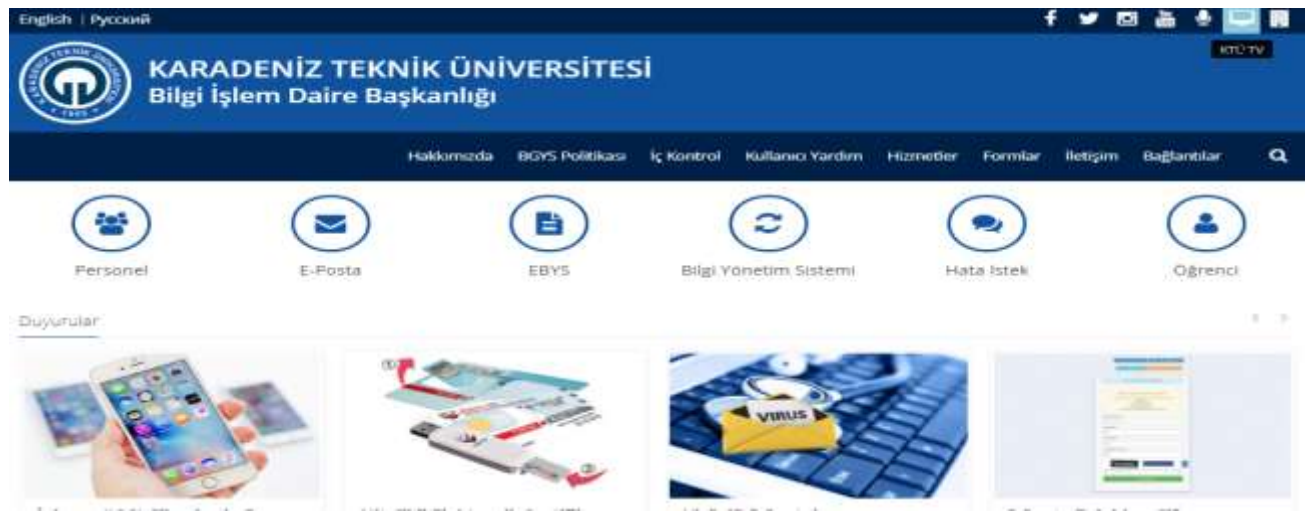 English | Русский
KTÜ TV
KARADENİZ TEKNİK ÜNİVERSİTESİ
Bilgi İşlem Daire Başkanlığı
Hakkımızda BGYS Politikası İç Kontrol Kullanıcı Yardım Hizmetler Formlar İletişim Bağlantılar
Personel E-Posta EBYS Bilgi Yönetim Sistemi Hata İstek Öğrenci
Duyurular
VIRUS